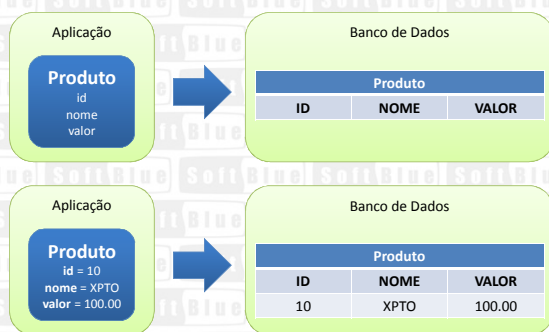 Aplicação
Banco de Dados
Produto
id
nome
valor
Produto
ID NOME VALOR
Aplicação
Banco de Dados
Produto
id = 10
nome = XPTO
valor = 100.00
Produto
ID NOME VALOR
10 XPTO 100.00